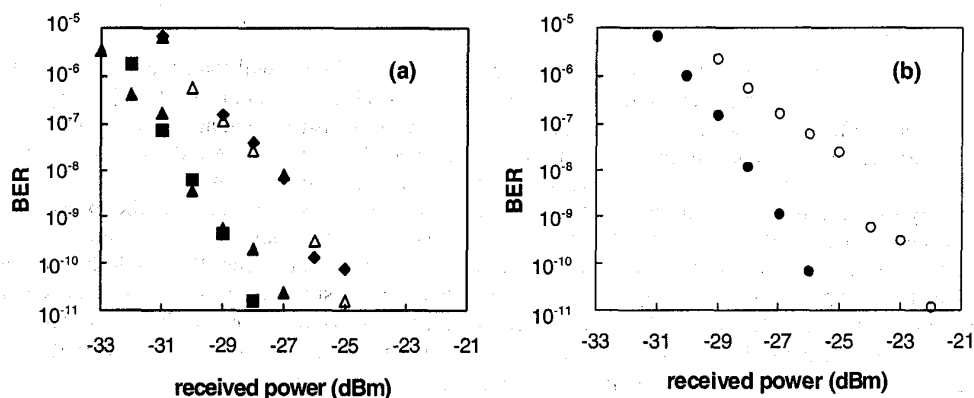 10⁻⁵
10⁻⁶
10⁻⁷
10⁻⁸
10⁻⁹
10⁻¹⁰
10⁻¹¹
BER
(a)
-33 -31 -29 -27 -25 -23 -21
received power (dBm)
10⁻⁵
10⁻⁶
10⁻⁷
10⁻⁸
10⁻⁹
10⁻¹⁰
10⁻¹¹
BER
(b)
-33 -31 -29 -27 -25 -23 -21
received power (dBm)